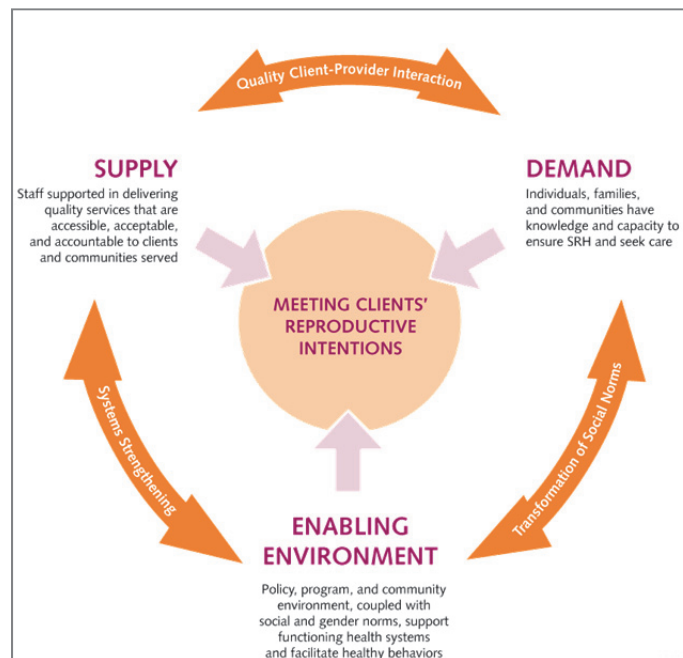 Quality Client-Provider Interaction
SUPPLY
Staff supported in delivering
quality services that are
accessible, acceptable,
and accountable to clients
and communities served
DEMAND
Individuals, families,
and communities have
knowledge and capacity to
ensure SRH and seek care
MEETING CLIENTS'
REPRODUCTIVE
INTENTIONS
Systems Strengthening
Transformation of Social Norms
ENABLING
ENVIRONMENT
Policy, program, and community
environment, coupled with
social and gender norms, support
functioning health systems
and facilitate healthy behaviors